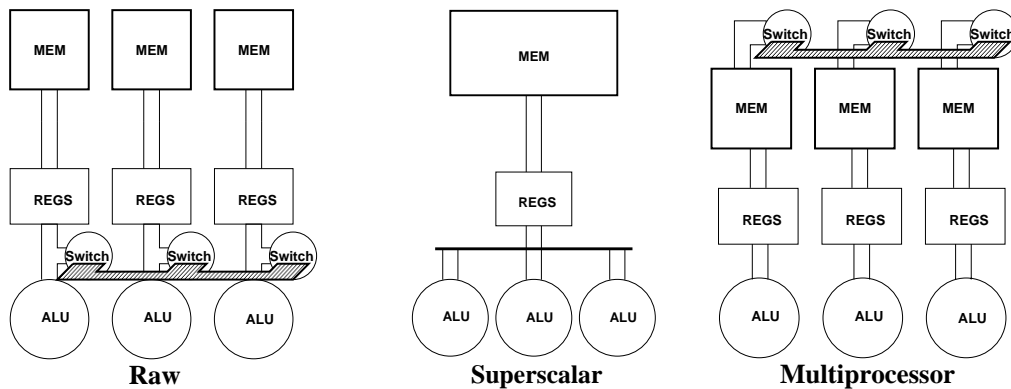 MEM MEM MEM
REGS REGS REGS
Switch Switch Switch
ALU ALU ALU
Raw
MEM
REGS
ALU ALU ALU
Superscalar
Switch Switch Switch
MEM MEM MEM
REGS REGS REGS
ALU ALU ALU
Multiprocessor